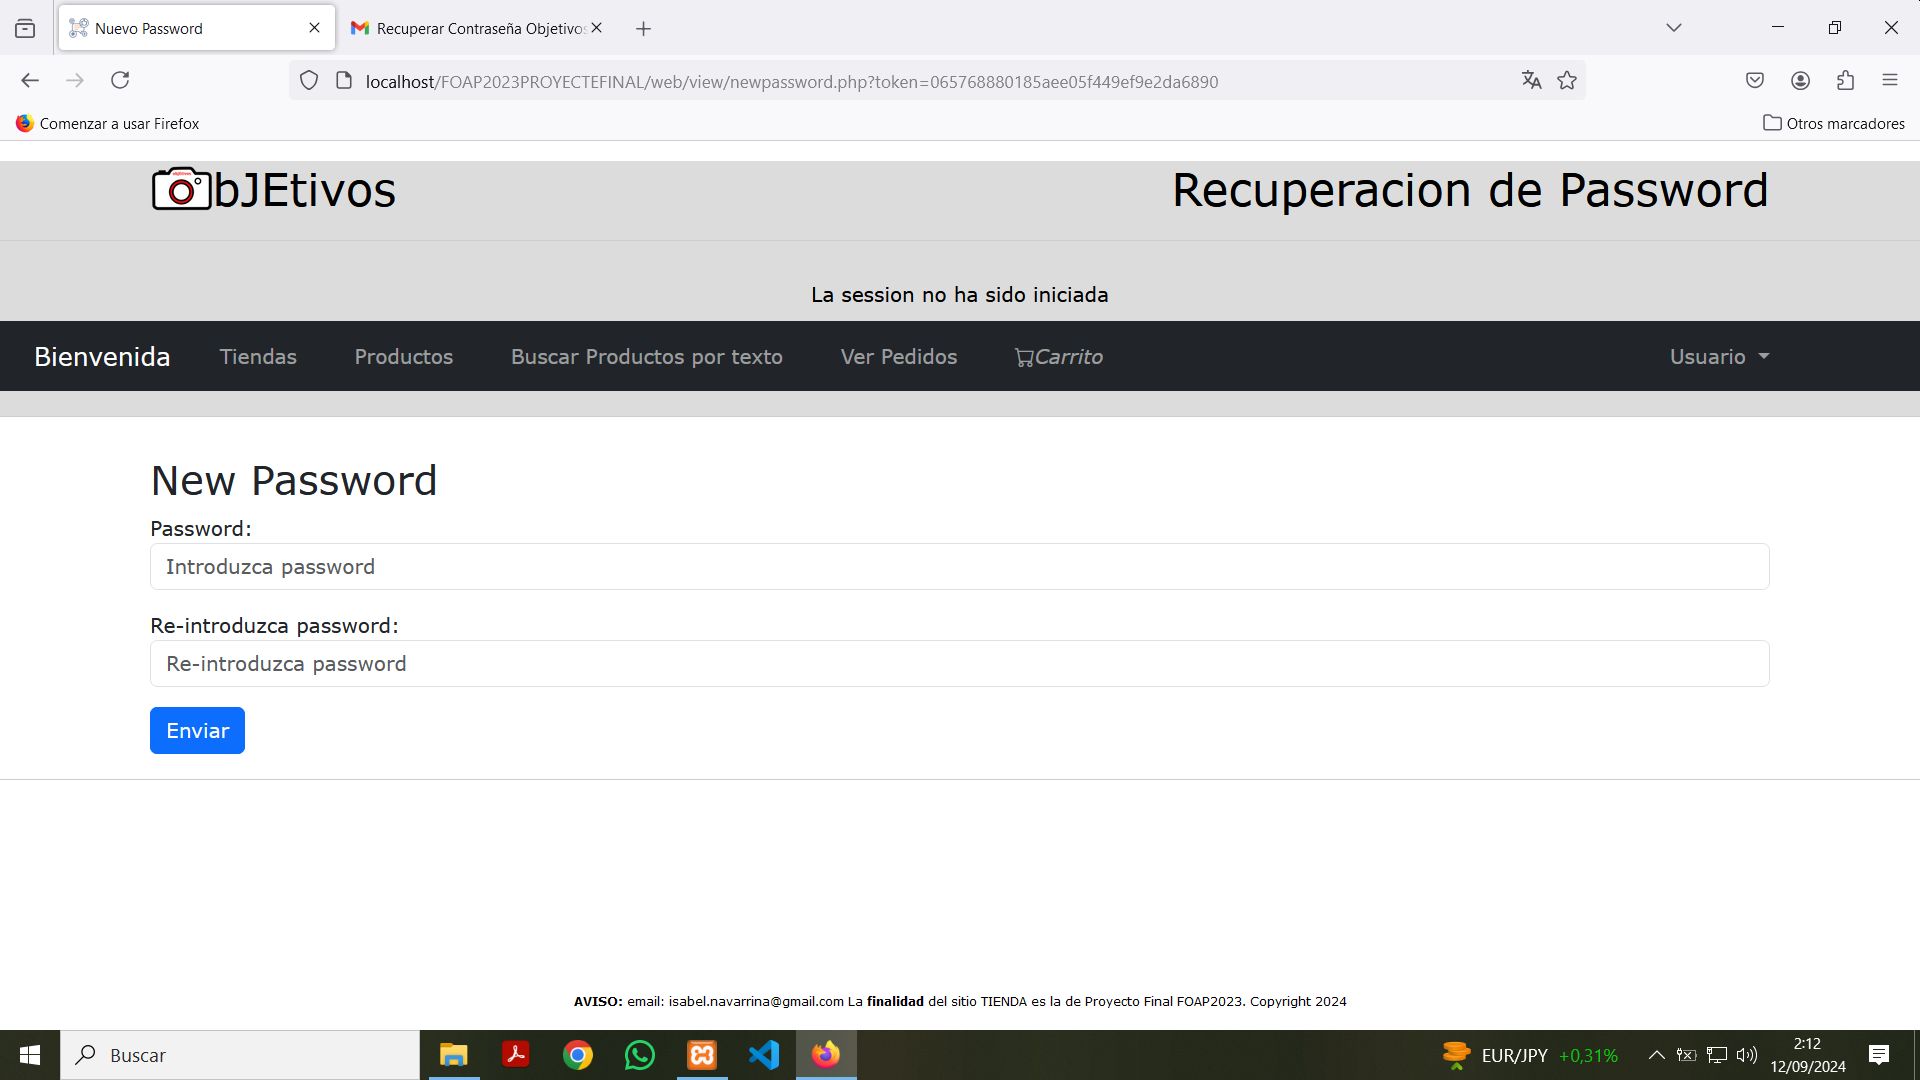 Nuevo Password
Recuperar Contraseña Objetivos
localhost/FOAP2023PROYECTEFINAL/web/view/newpassword.php?token=065768880185aee05f449ef9e2da6890
Comenzar a usar Firefox
Otros marcadores
bJEtivos
Recuperacion de Password
La session no ha sido iniciada
Bienvenida Tiendas Productos Buscar Productos por texto Ver Pedidos Carrito Usuario
New Password
Password:
Introduzca password
Re-introduzca password:
Re-introduzca password
Enviar
AVISO: email: isabel.navarrina@gmail.com La finalidad del sitio TIENDA es la de Proyecto Final FOAP2023. Copyright 2024
Buscar
EUR/JPY +0,31%
2:12
12/09/2024